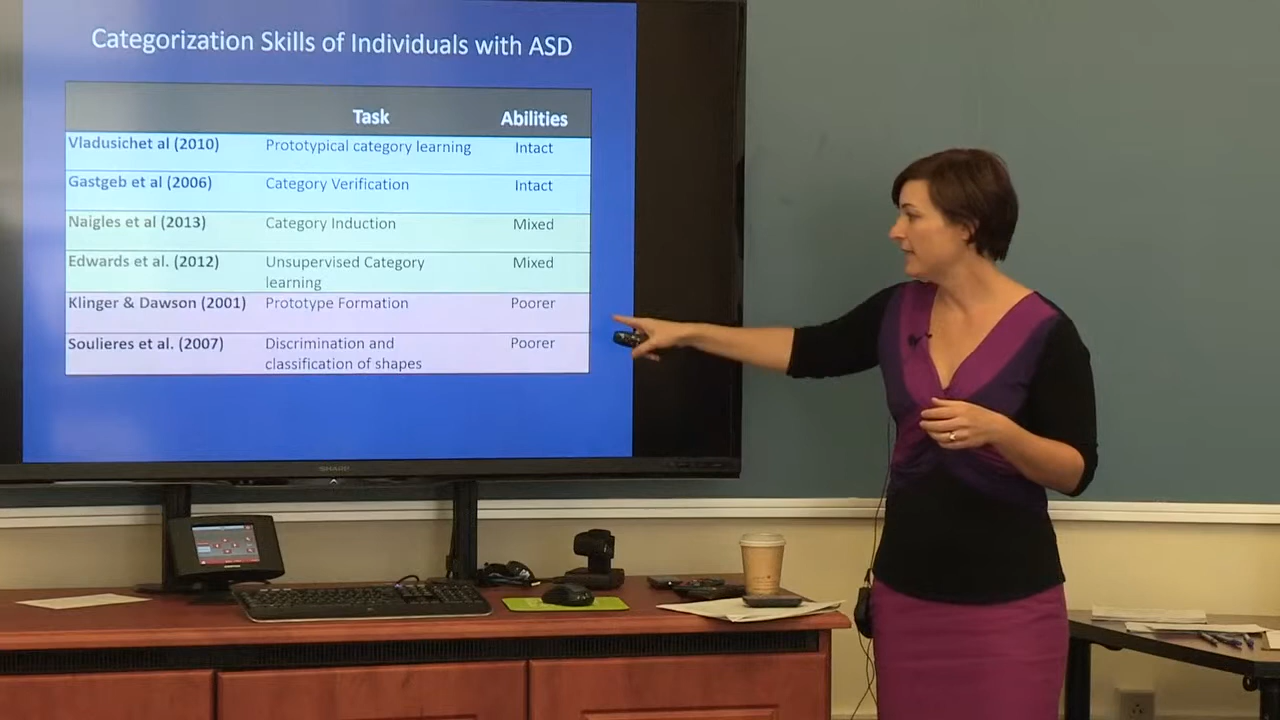 Categorization Skills of Individuals with ASD
Task Abilities
Vladusichet al (2010) Prototypical category learning Intact
Gastgeb et al (2006) Category Verification Intact
Naigles et al (2013) Category Induction Mixed
Edwards et al. (2012) Unsupervised Category Mixed
learning
Klinger & Dawson (2001) Prototype Formation Poorer
Soulieres et al. (2007) Discrimination and Poorer
classification of shapes
SHARP